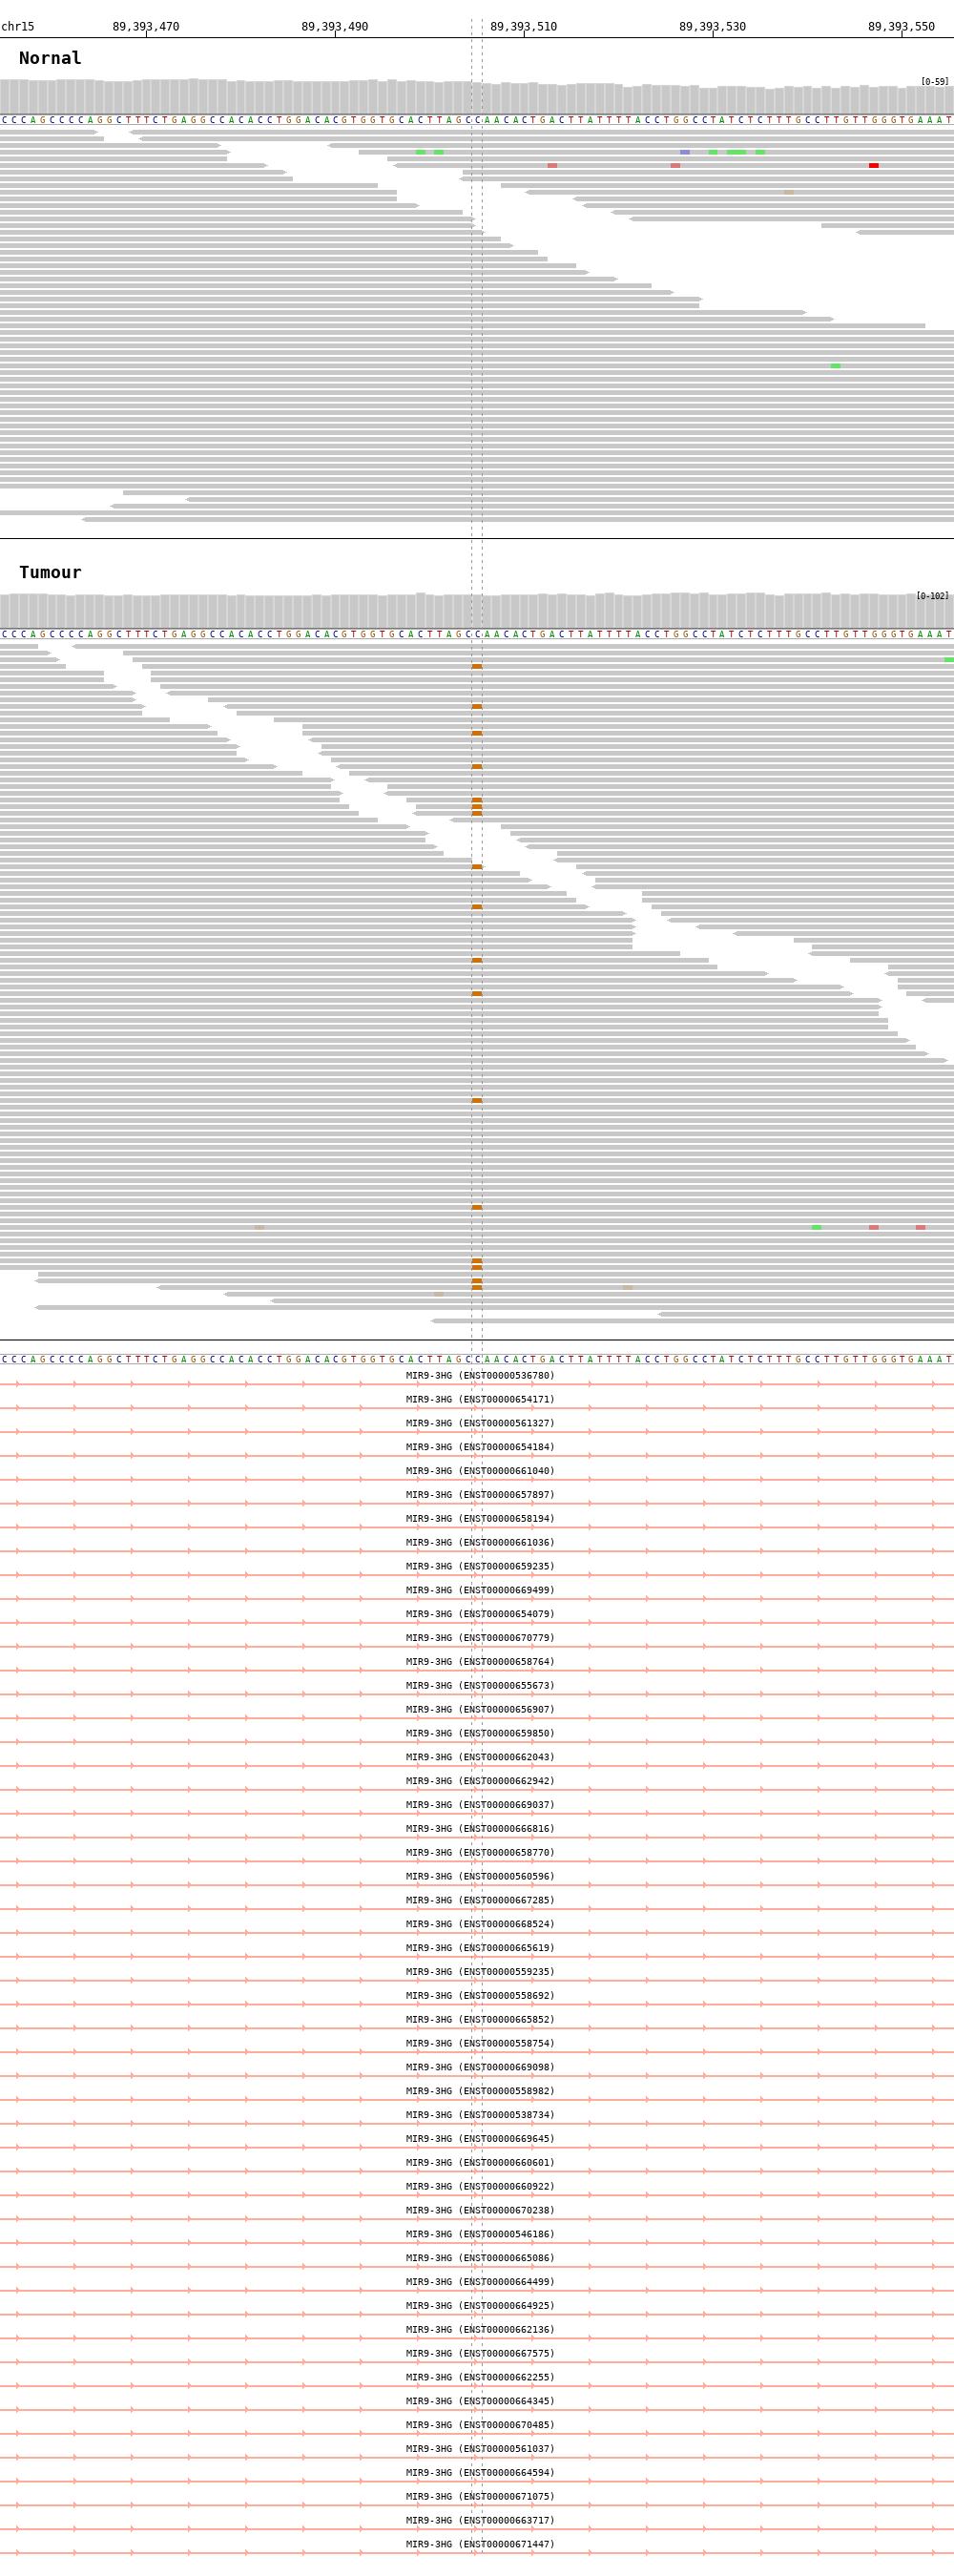 chr15 89,393,470 89,393,490 89,393,510 89,393,530 89,393,550
Nornal
[0-59]
CCCAGCCCCAGGCTTTCTGAGGCCACACCTGGACACGTGGTGCACTTAGCCAACACTGACTTATTTTACCTGGCCTATCTCTTTGCCTTGTTGGGTGAAAT
Tumour
[0-102]
CCCAGCCCCAGGCTTTCTGAGGCCACACCTGGACACGTGGTGCACTTAGCCAACACTGACTTATTTTACCTGGCCTATCTCTTTGCCTTGTTGGGTGAAAT
CCCAGCCCCAGGCTTTCTGAGGCCACACCTGGACACGTGGTGCACTTAGCCAACACTGACTTATTTTACCTGGCCTATCTCTTTGCCTTGTTGGGTGAAAT
MIR9-3HG (ENST00000536780)
MIR9-3HG (ENST00000654171)
MIR9-3HG (ENST00000561327)
MIR9-3HG (ENST00000654184)
MIR9-3HG (ENST00000661040)
MIR9-3HG (ENST00000657897)
MIR9-3HG (ENST00000658194)
MIR9-3HG (ENST00000661036)
MIR9-3HG (ENST00000659235)
MIR9-3HG (ENST00000669499)
MIR9-3HG (ENST00000654079)
MIR9-3HG (ENST00000670779)
MIR9-3HG (ENST00000658764)
MIR9-3HG (ENST00000655673)
MIR9-3HG (ENST00000656907)
MIR9-3HG (ENST00000659850)
MIR9-3HG (ENST00000662043)
MIR9-3HG (ENST00000662942)
MIR9-3HG (ENST00000669037)
MIR9-3HG (ENST00000666816)
MIR9-3HG (ENST00000658770)
MIR9-3HG (ENST00000560596)
MIR9-3HG (ENST00000667285)
MIR9-3HG (ENST00000668524)
MIR9-3HG (ENST00000665619)
MIR9-3HG (ENST00000559235)
MIR9-3HG (ENST00000558692)
MIR9-3HG (ENST00000665852)
MIR9-3HG (ENST00000558754)
MIR9-3HG (ENST00000669098)
MIR9-3HG (ENST00000558982)
MIR9-3HG (ENST00000538734)
MIR9-3HG (ENST00000669645)
MIR9-3HG (ENST00000660601)
MIR9-3HG (ENST00000660922)
MIR9-3HG (ENST00000670238)
MIR9-3HG (ENST00000546186)
MIR9-3HG (ENST00000665086)
MIR9-3HG (ENST00000664499)
MIR9-3HG (ENST00000664925)
MIR9-3HG (ENST00000662136)
MIR9-3HG (ENST00000667575)
MIR9-3HG (ENST00000662255)
MIR9-3HG (ENST00000664345)
MIR9-3HG (ENST00000670485)
MIR9-3HG (ENST00000561037)
MIR9-3HG (ENST00000664594)
MIR9-3HG (ENST00000671075)
MIR9-3HG (ENST00000663717)
MIR9-3HG (ENST00000671447)